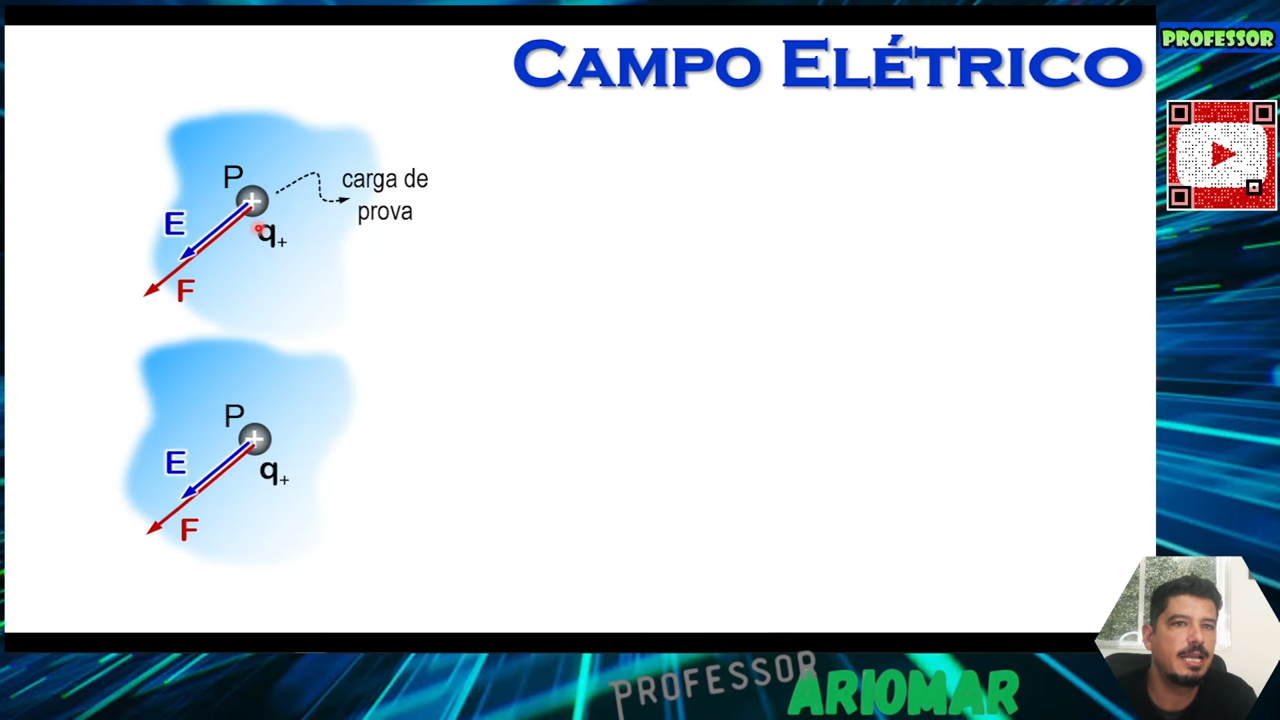 CAMPO ELÉTRICO
PROFESSOR
P
carga de
prova
E
q+
F
P
E
q+
F
PROFESSOR
ARIOMAR